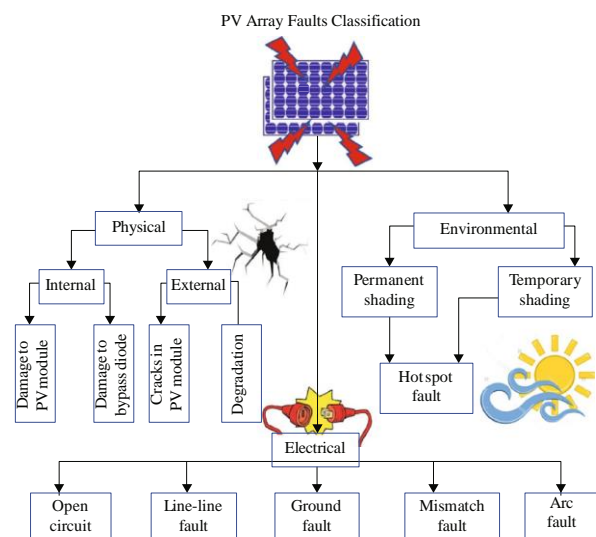 PV Array Faults Classification
Physical
Environmental
Internal
External
Permanent
shading
Temporary
shading
Damage to
PV module
Damage to
bypass diode
Cracks in
PV module
Degradation
Hot spot
fault
Electrical
Open
circuit
Line-line
fault
Ground
fault
Mismatch
fault
Arc
fault